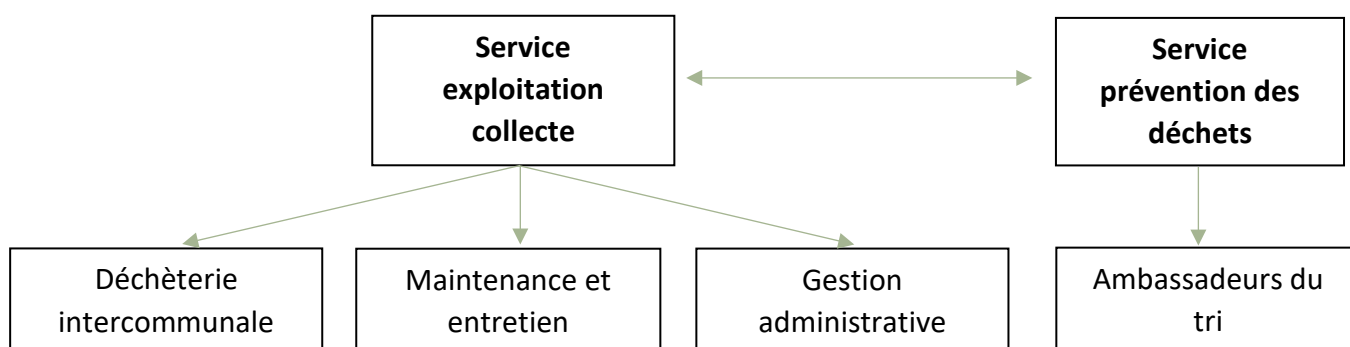 Service
exploitation
collecte
Service
prévention des
déchets
Déchèterie
intercommunale
Maintenance et
entretien
Gestion
administrative
Ambassadeurs du
tri